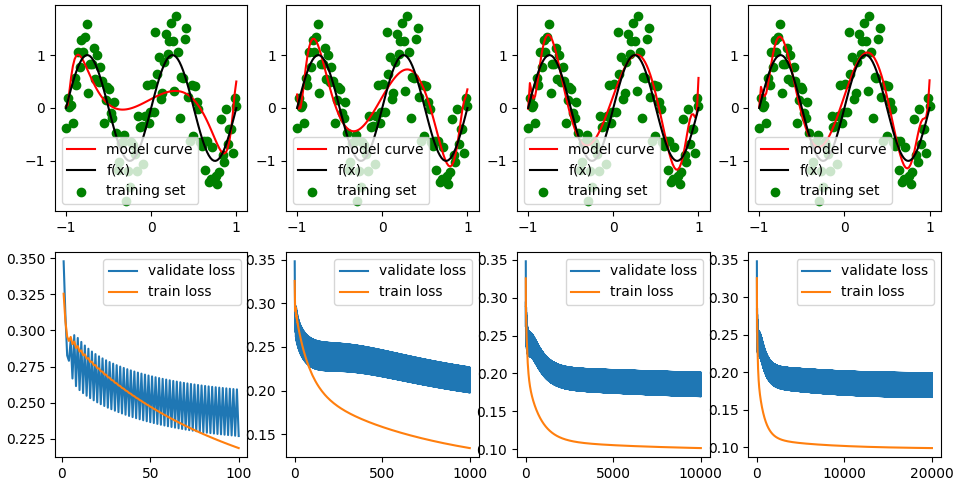 1
0
−1
model curve
f(x)
training set
−1
0
1
1
0
−1
model curve
f(x)
training set
−1
0
1
1
0
−1
model curve
f(x)
training set
−1
0
1
1
0
−1
model curve
f(x)
training set
−1
0
1
0.350
0.325
0.300
0.275
0.250
0.225
validate loss
train loss
0
50
100
0.35
0.30
0.25
0.20
0.15
validate loss
train loss
0
500
1000
0.35
0.30
0.25
0.20
0.15
0.10
validate loss
train loss
0
5000
10000
0.35
0.30
0.25
0.20
0.15
0.10
validate loss
train loss
0
10000
20000